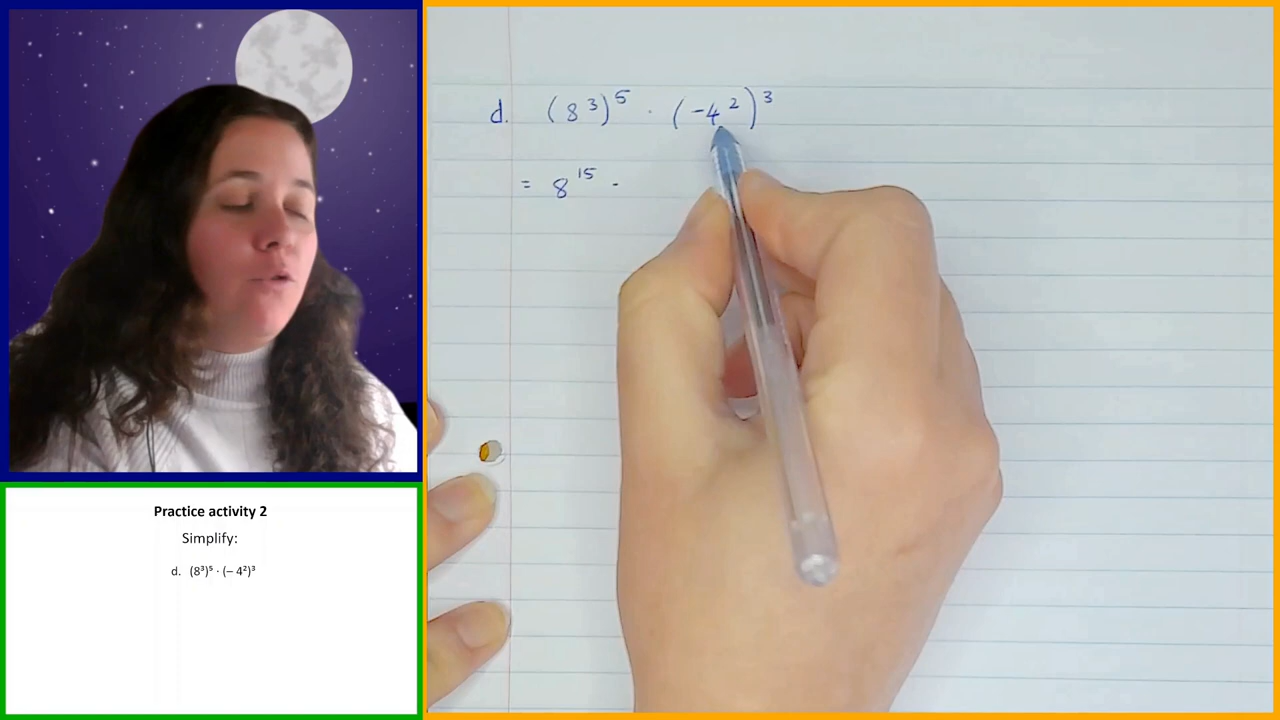 Practice activity 2
Simplify:
d. (8³)⁵ · (– 4²)³
d. (8³)⁵ · (-4²)³
= 8¹⁵ ·